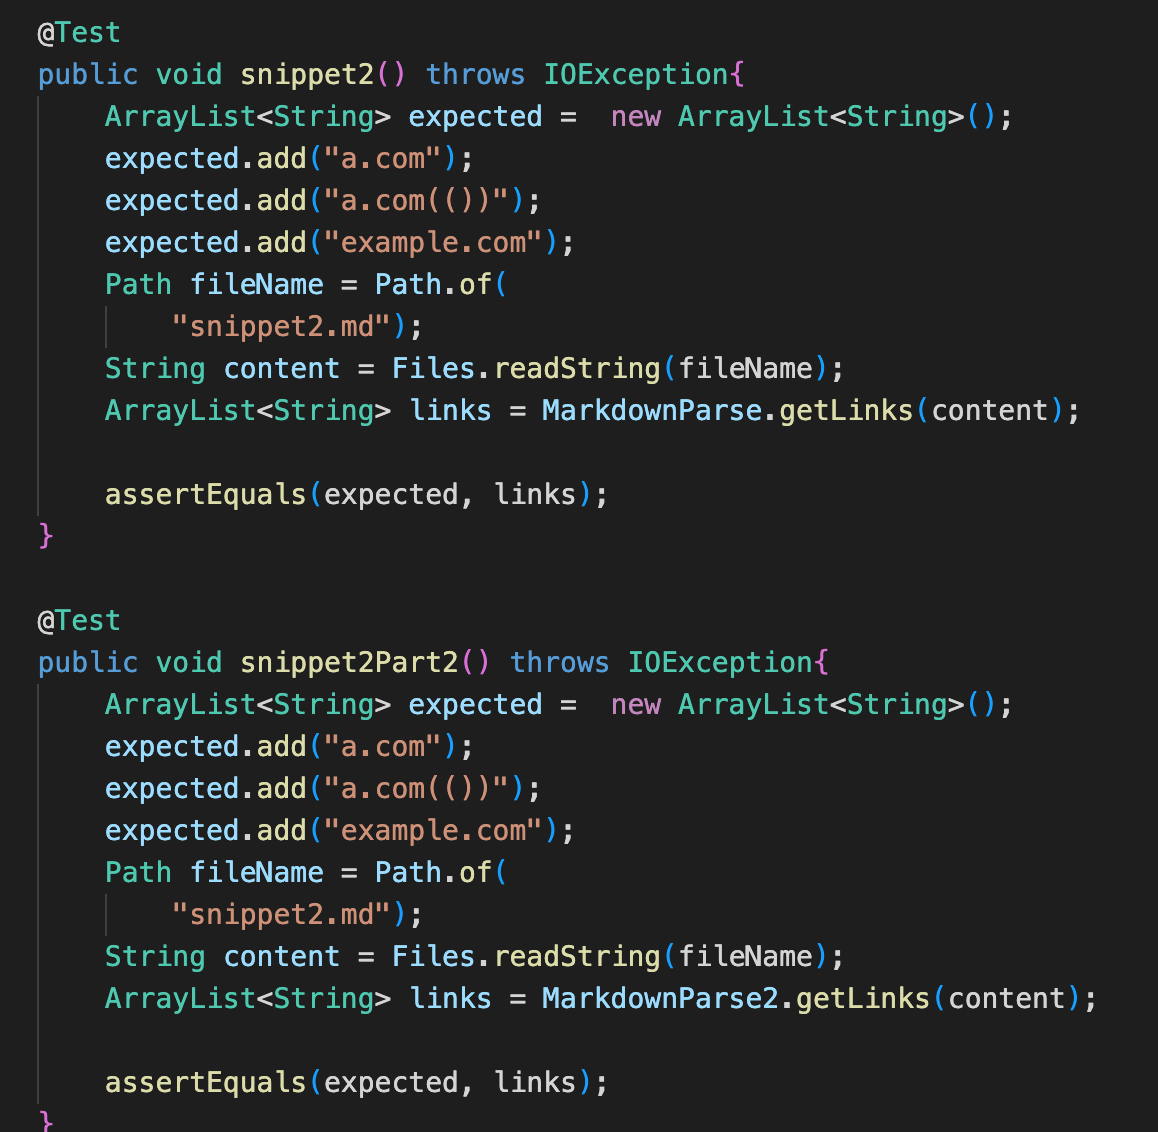 @Test
public void snippet2() throws IOException{
    ArrayList<String> expected =  new ArrayList<String>();
    expected.add("a.com");
    expected.add("a.com(())");
    expected.add("example.com");
    Path fileName = Path.of(
        "snippet2.md");
    String content = Files.readString(fileName);
    ArrayList<String> links = MarkdownParse.getLinks(content);

    assertEquals(expected, links);
}

@Test
public void snippet2Part2() throws IOException{
    ArrayList<String> expected =  new ArrayList<String>();
    expected.add("a.com");
    expected.add("a.com(())");
    expected.add("example.com");
    Path fileName = Path.of(
        "snippet2.md");
    String content = Files.readString(fileName);
    ArrayList<String> links = MarkdownParse2.getLinks(content);

    assertEquals(expected, links);
}